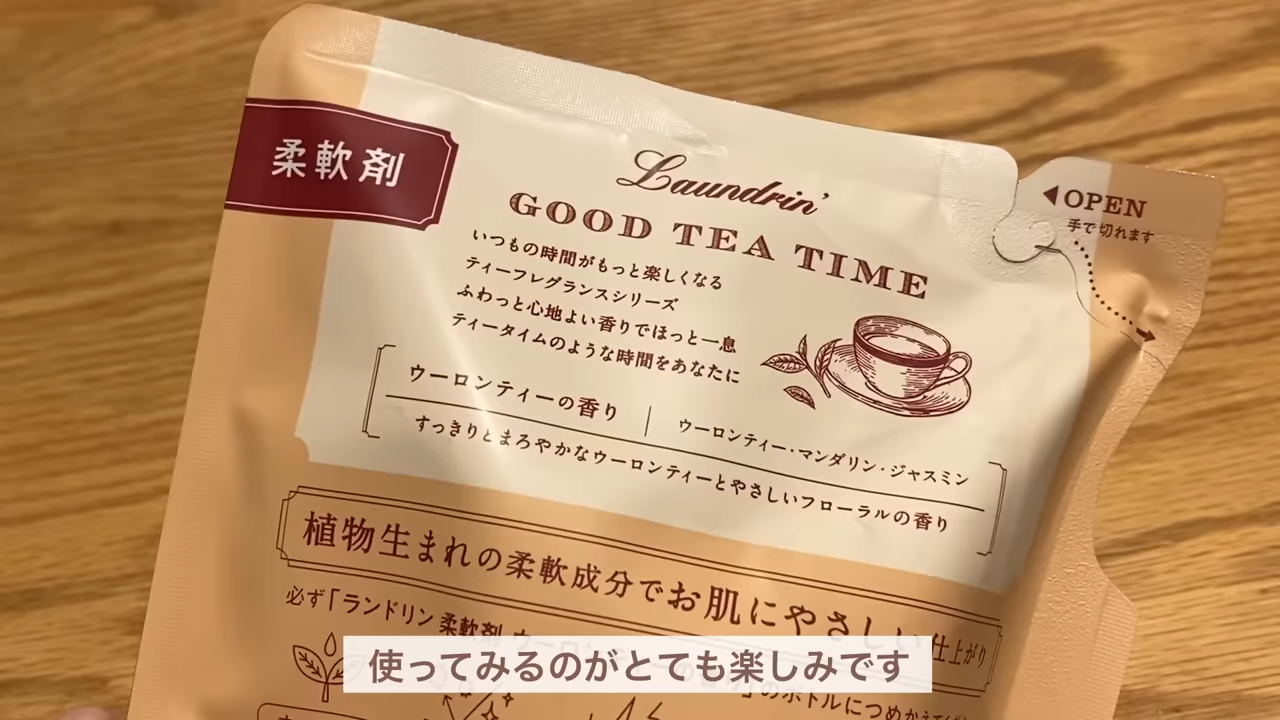 柔軟剤
Laundrin'
GOOD TEA TIME
◀OPEN
手で切れます
いつもの時間がもっと楽しくなる
ティーフレグランスシリーズ
ふわっと心地よい香りでほっと一息
ティータイムのような時間をあなたに
ウーロンティーの香り
ウーロンティー・マンダリン・ジャスミン
すっきりとまろやかなウーロンティーとやさしいフローラルの香り
植物生まれの柔軟成分でお肌にやさしい仕上がり
必ず「ランドリン 柔軟剤 ウーロン 香り」のボトルにつめかえて
使ってみるのがとても楽しみです